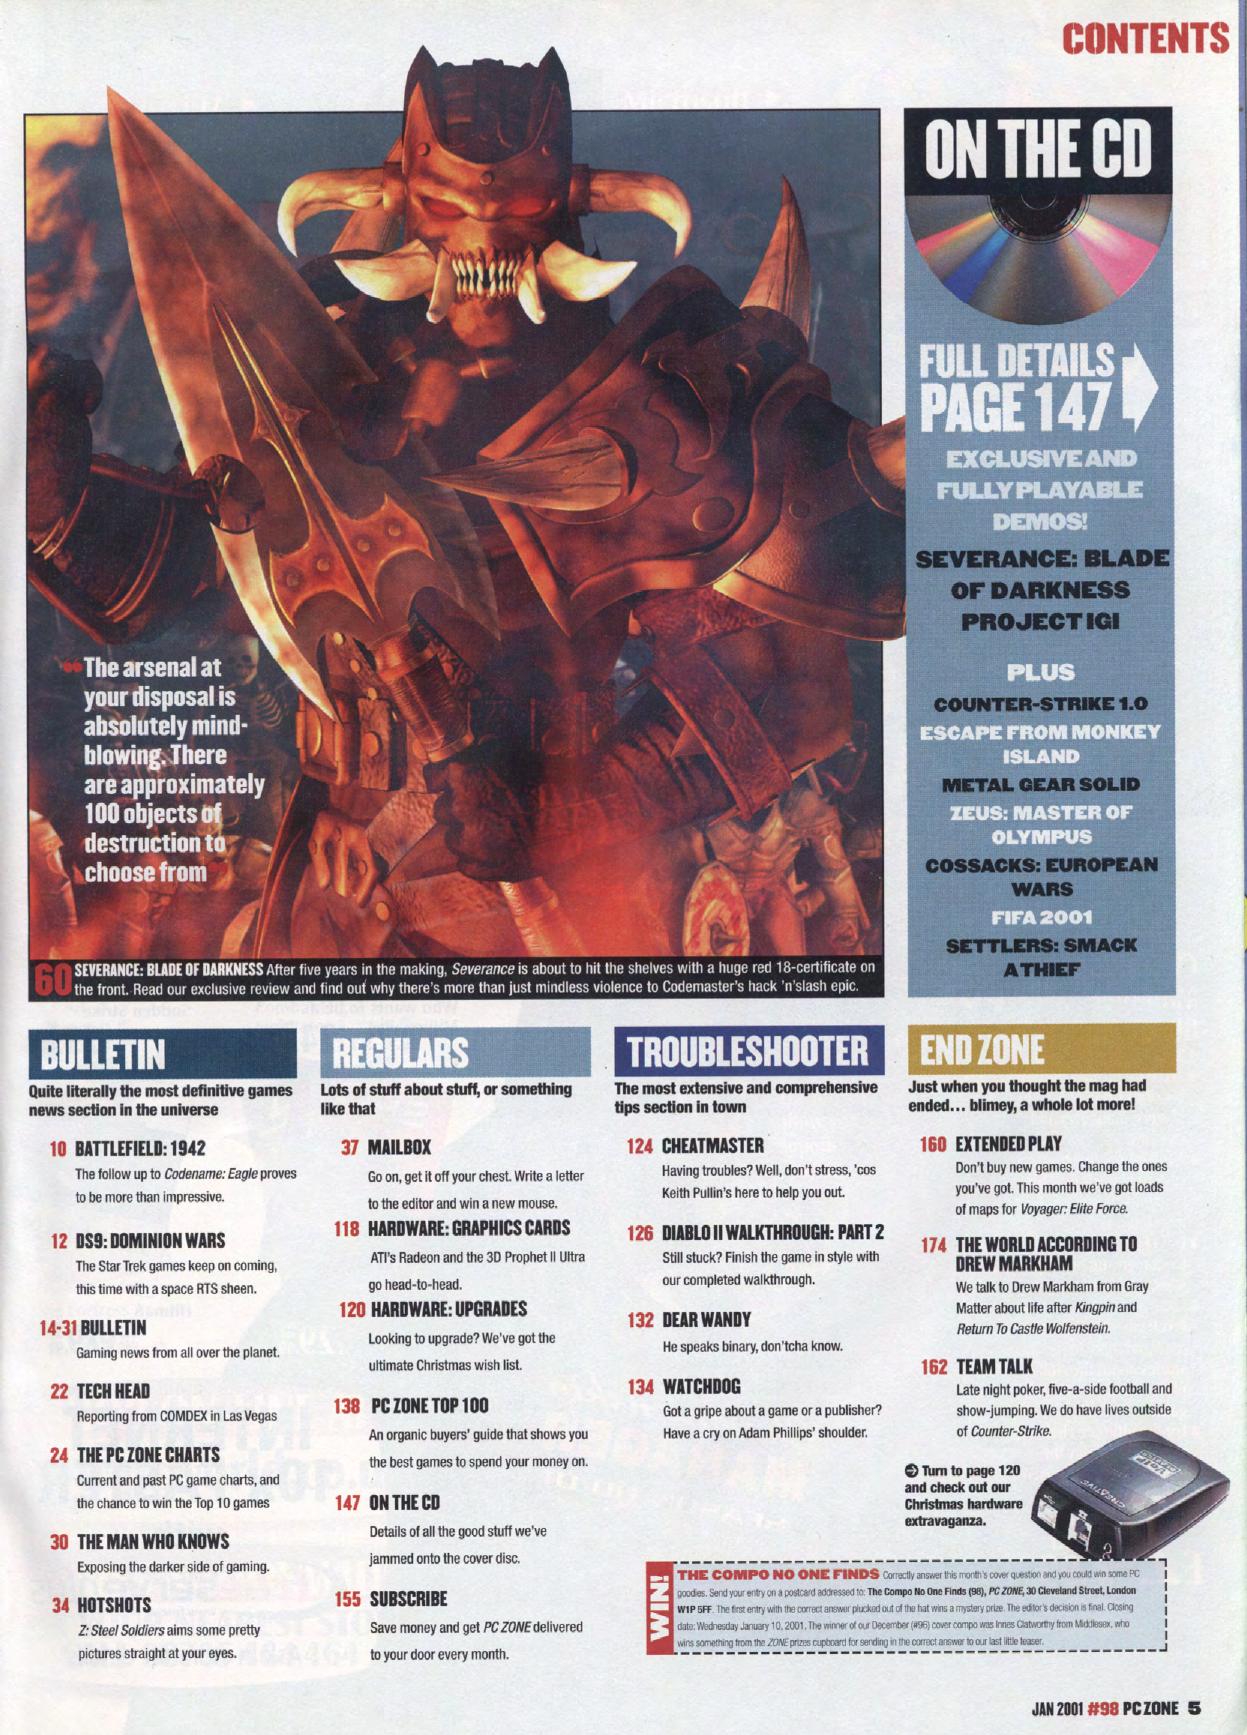 CONTENTS
ON THE CD
FULL DETAILS
PAGE 147
EXCLUSIVE AND
FULLY PLAYABLE
DEMOS!
SEVERANCE: BLADE
OF DARKNESS
PROJECT IGI
PLUS
COUNTER-STRIKE 1.0
ESCAPE FROM MONKEY
ISLAND
METAL GEAR SOLID
ZEUS: MASTER OF
OLYMPUS
COSSACKS: EUROPEAN
WARS
FIFA 2001
SETTLERS: SMACK
A THIEF
“The arsenal at
your disposal is
absolutely mind-
blowing. There
are approximately
100 objects of
destruction to
choose from”
60 SEVERANCE: BLADE OF DARKNESS After five years in the making, Severance is about to hit the shelves with a huge red 18-certificate on
the front. Read our exclusive review and find out why there's more than just mindless violence to Codemaster's hack 'n'slash epic.
BULLETIN
Quite literally the most definitive games
news section in the universe
10 BATTLEFIELD: 1942
The follow up to Codename: Eagle proves
to be more than impressive.
12 DS9: DOMINION WARS
The Star Trek games keep on coming,
this time with a space RTS sheen.
14-31 BULLETIN
Gaming news from all over the planet.
22 TECH HEAD
Reporting from COMDEX in Las Vegas
24 THE PC ZONE CHARTS
Current and past PC game charts, and
the chance to win the Top 10 games
30 THE MAN WHO KNOWS
Exposing the darker side of gaming.
34 HOTSHOTS
Z: Steel Soldiers aims some pretty
pictures straight at your eyes.
REGULARS
Lots of stuff about stuff, or something
like that
37 MAILBOX
Go on, get it off your chest. Write a letter
to the editor and win a new mouse.
118 HARDWARE: GRAPHICS CARDS
ATI's Radeon and the 3D Prophet II Ultra
go head-to-head.
120 HARDWARE: UPGRADES
Looking to upgrade? We've got the
ultimate Christmas wish list.
138 PC ZONE TOP 100
An organic buyers' guide that shows you
the best games to spend your money on.
147 ON THE CD
Details of all the good stuff we've
jammed onto the cover disc.
155 SUBSCRIBE
Save money and get PC ZONE delivered
to your door every month.
TROUBLESHOOTER
The most extensive and comprehensive
tips section in town
124 CHEATMASTER
Having troubles? Well, don't stress, 'cos
Keith Pullin's here to help you out.
126 DIABLO II WALKTHROUGH: PART 2
Still stuck? Finish the game in style with
our completed walkthrough.
132 DEAR WANDY
He speaks binary, don'tcha know.
134 WATCHDOG
Got a gripe about a game or a publisher?
Have a cry on Adam Phillips' shoulder.
END ZONE
Just when you thought the mag had
ended... blimey, a whole lot more!
160 EXTENDED PLAY
Don't buy new games. Change the ones
you've got. This month we've got loads
of maps for Voyager: Elite Force.
174 THE WORLD ACCORDING TO
DREW MARKHAM
We talk to Drew Markham from Gray
Matter about life after Kingpin and
Return To Castle Wolfenstein.
162 TEAM TALK
Late night poker, five-a-side football and
show-jumping. We do have lives outside
of Counter-Strike.
Turn to page 120
and check out our
Christmas hardware
extravaganza.
CREATIVE
WIN!
THE COMPO NO ONE FINDS Correctly answer this month's cover question and you could win some PC
goodies. Send your entry on a postcard addressed to: The Compo No One Finds (98), PC ZONE, 30 Cleveland Street, London
W1P 5FF. The first entry with the correct answer plucked out of the hat wins a mystery prize. The editor's decision is final. Closing
date: Wednesday January 10, 2001. The winner of our December (#96) cover compo was Innes Clatworthy from Middlesex, who
wins something from the ZONE prizes cupboard for sending in the correct answer to our last little teaser.
JAN 2001 #98 PC ZONE 5